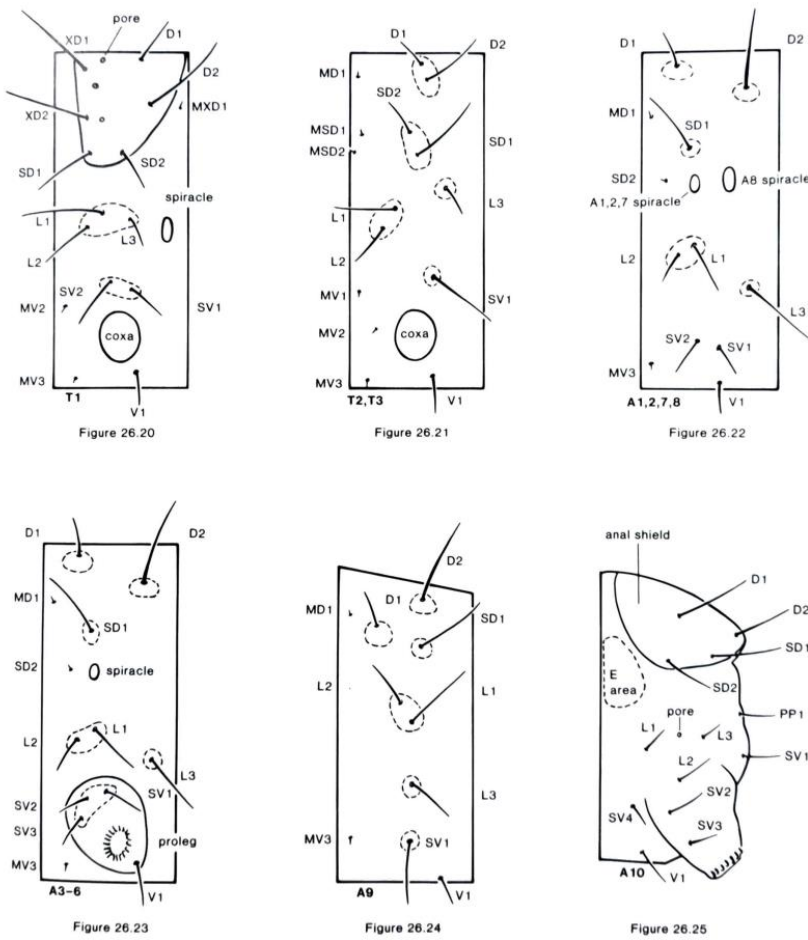 XD1
pore
D1
D2
MXD1
XD2
SD1
SD2
spiracle
L1
L2
L3
SV2
SV1
MV2
coxa
MV3
T1
V1
Figure 26.20
D1
D2
MD1
SD2
MSD1
MSD2
SD1
L3
L1
L2
MV1
SV1
MV2
coxa
MV3
T2,T3
V1
Figure 26.21
D1
D2
MD1
SD1
SD2
A8 spiracle
A1,2,7 spiracle
L2
L1
L3
SV2
SV1
MV3
A1,2,7,8
V1
Figure 26.22
D1
D2
MD1
SD1
SD2
spiracle
L1
L2
L3
SV2
SV1
SV3
proleg
MV3
A3-6
V1
Figure 26.23
D2
MD1
D1
SD1
L2
L1
L3
MV3
SV1
A9
V1
Figure 26.24
anal shield
D1
D2
SD1
E
area
SD2
PP1
L1
pore
L3
SV1
L2
SV2
SV4
SV3
V1
A10
Figure 26.25